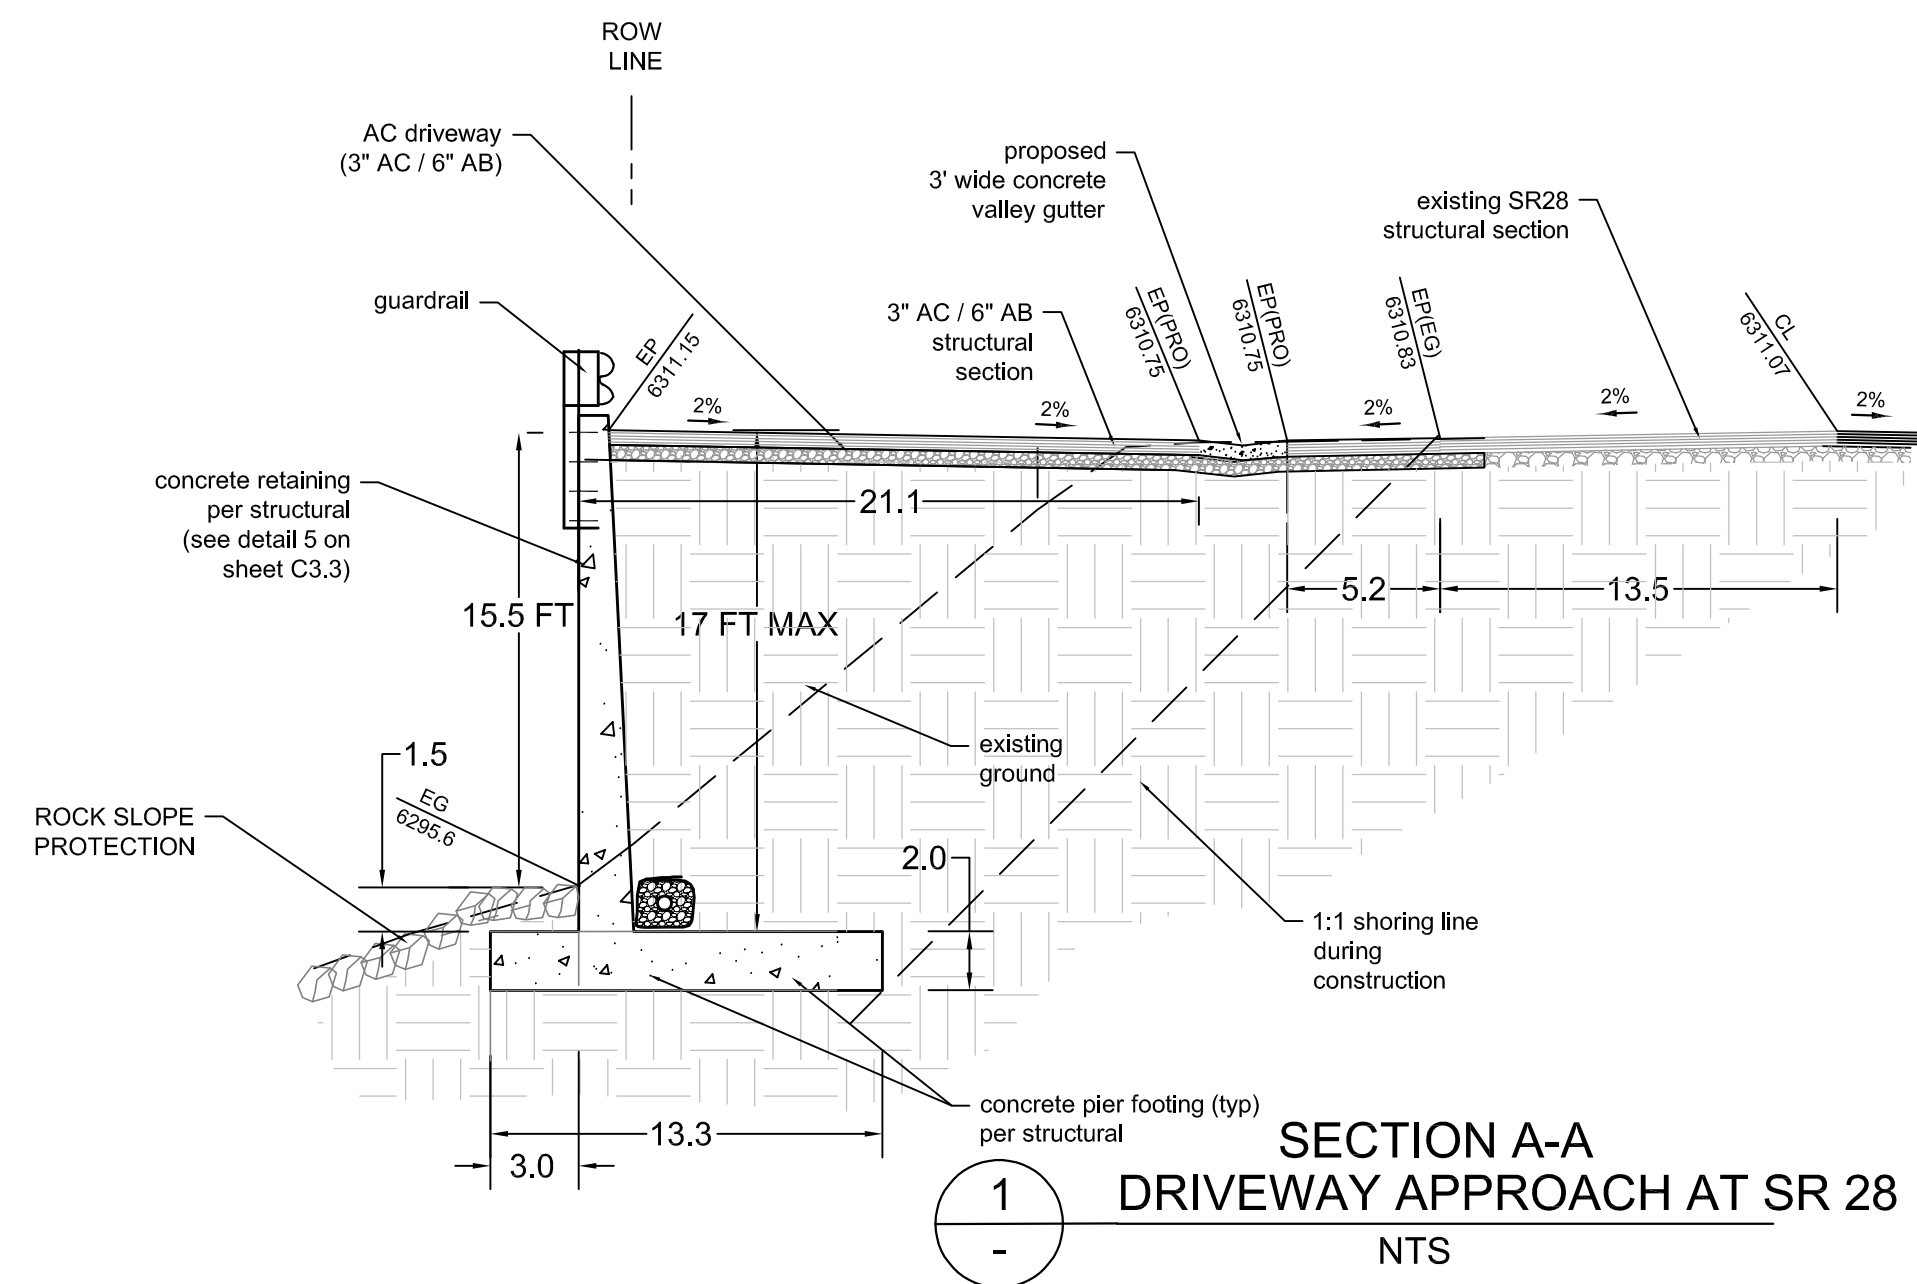 ROW
LINE
AC driveway
(3" AC / 6" AB)
proposed
3' wide concrete
valley gutter
existing SR28
structural section
guardrail
3" AC / 6" AB
structural
section
EP
6311.15
EP(PRO)
6310.75
EP(PRO)
6310.75
EP(EG)
6310.83
CL
6311.07
2%
2%
2%
2%
2%
concrete retaining
per structural
(see detail 5 on
sheet C3.3)
21.1
5.2
13.5
15.5 FT
17 FT MAX
1.5
EG
6295.6
existing
ground
ROCK SLOPE
PROTECTION
2.0
1:1 shoring line
during
construction
concrete pier footing (typ)
per structural
13.3
3.0
1
-
SECTION A-A
DRIVEWAY APPROACH AT SR 28
NTS